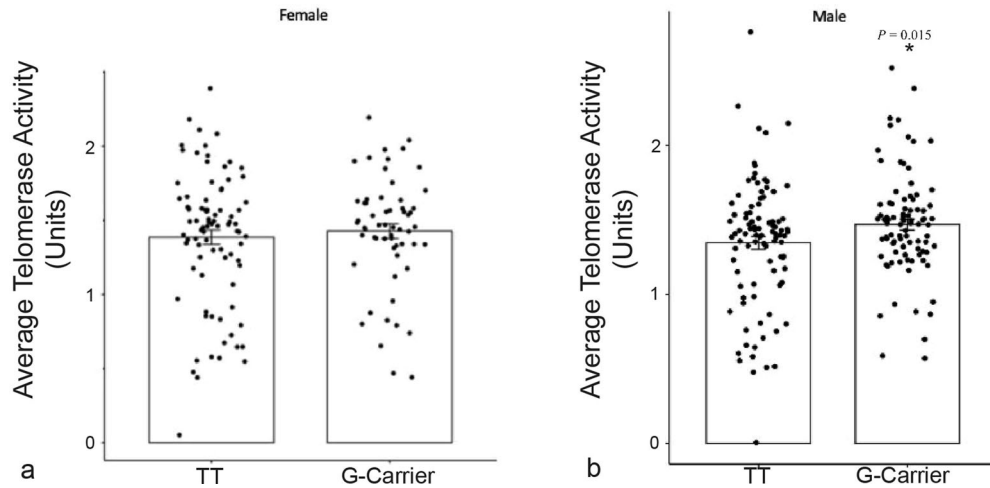 Female
Average Telomerase Activity
(Units)
2
1
0
TT
G-Carrier
a
Male
P = 0.015
*
Average Telomerase Activity
(Units)
2
1
0
TT
G-Carrier
b